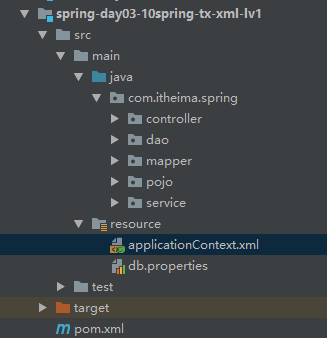 spring-day03-10spring-tx-xml-lv1
src
main
java
com.itheima.spring
controller
dao
mapper
pojo
service
resource
applicationContext.xml
db.properties
test
target
pom.xml